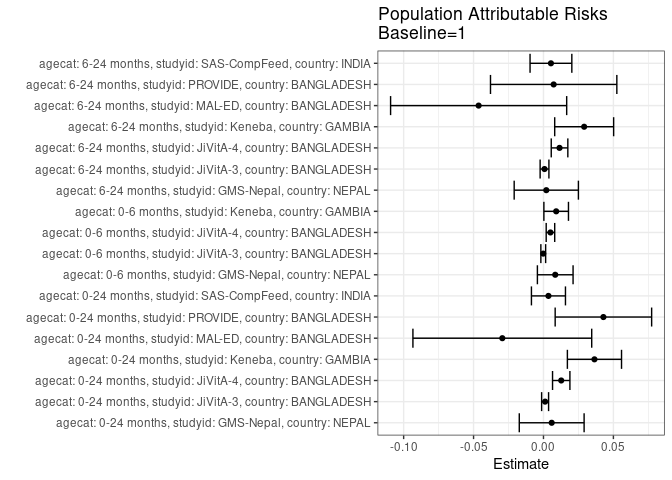 Population Attributable Risks
Baseline=1
agecat: 6-24 months, studyid: SAS-CompFeed, country: INDIA
agecat: 6-24 months, studyid: PROVIDE, country: BANGLADESH
agecat: 6-24 months, studyid: MAL-ED, country: BANGLADESH
agecat: 6-24 months, studyid: Keneba, country: GAMBIA
agecat: 6-24 months, studyid: JiVitA-4, country: BANGLADESH
agecat: 6-24 months, studyid: JiVitA-3, country: BANGLADESH
agecat: 6-24 months, studyid: GMS-Nepal, country: NEPAL
agecat: 0-6 months, studyid: Keneba, country: GAMBIA
agecat: 0-6 months, studyid: JiVitA-4, country: BANGLADESH
agecat: 0-6 months, studyid: JiVitA-3, country: BANGLADESH
agecat: 0-6 months, studyid: GMS-Nepal, country: NEPAL
agecat: 0-24 months, studyid: SAS-CompFeed, country: INDIA
agecat: 0-24 months, studyid: PROVIDE, country: BANGLADESH
agecat: 0-24 months, studyid: MAL-ED, country: BANGLADESH
agecat: 0-24 months, studyid: Keneba, country: GAMBIA
agecat: 0-24 months, studyid: JiVitA-4, country: BANGLADESH
agecat: 0-24 months, studyid: JiVitA-3, country: BANGLADESH
agecat: 0-24 months, studyid: GMS-Nepal, country: NEPAL
-0.10 -0.05 0.00 0.05
Estimate